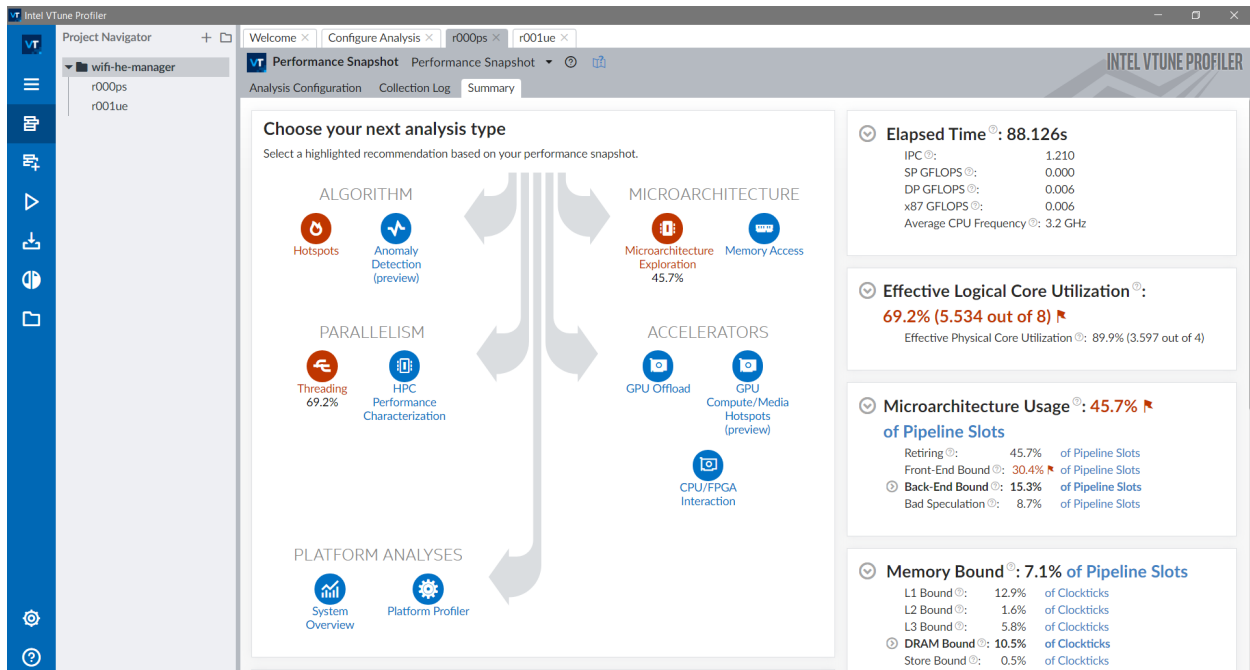 VT Intel VTune Profiler
VT
Project Navigator
wifi-he-manager
r000ps
r001ue
Welcome × Configure Analysis × r000ps × r001ue ×
VT Performance Snapshot Performance Snapshot
INTEL VTUNE PROFILER
Analysis Configuration Collection Log Summary
Choose your next analysis type
Select a highlighted recommendation based on your performance snapshot.
ALGORITHM
Hotspots
Anomaly
Detection
(preview)
MICROARCHITECTURE
Microarchitecture
Exploration
45.7%
Memory Access
PARALLELISM
Threading
69.2%
HPC
Performance
Characterization
ACCELERATORS
GPU Offload
GPU
Compute/Media
Hotspots
(preview)
CPU/FPGA
Interaction
PLATFORM ANALYSES
System
Overview
Platform Profiler
Elapsed Time: 88.126s
IPC: 1.210
SP GFLOPS: 0.000
DP GFLOPS: 0.006
x87 GFLOPS: 0.006
Average CPU Frequency: 3.2 GHz
Effective Logical Core Utilization:
69.2% (5.534 out of 8)
Effective Physical Core Utilization: 89.9% (3.597 out of 4)
Microarchitecture Usage: 45.7%
of Pipeline Slots
Retiring: 45.7% of Pipeline Slots
Front-End Bound: 30.4% of Pipeline Slots
Back-End Bound: 15.3% of Pipeline Slots
Bad Speculation: 8.7% of Pipeline Slots
Memory Bound: 7.1% of Pipeline Slots
L1 Bound: 12.9% of Clockticks
L2 Bound: 1.6% of Clockticks
L3 Bound: 5.8% of Clockticks
DRAM Bound: 10.5% of Clockticks
Store Bound: 0.5% of Clockticks